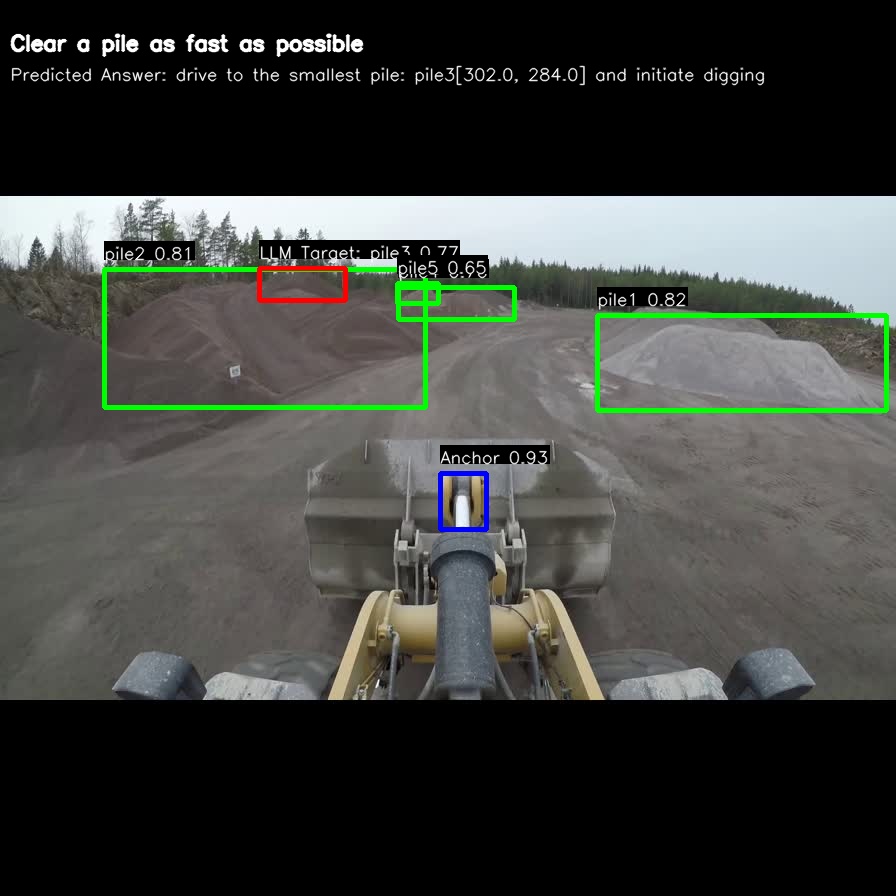 Clear a pile as fast as possible
Predicted Answer: drive to the smallest pile: pile3[302.0, 284.0] and initiate digging
pile2 0.81
LLM Target: pile3 0.77
pile5 0.65
pile1 0.82
Anchor 0.93